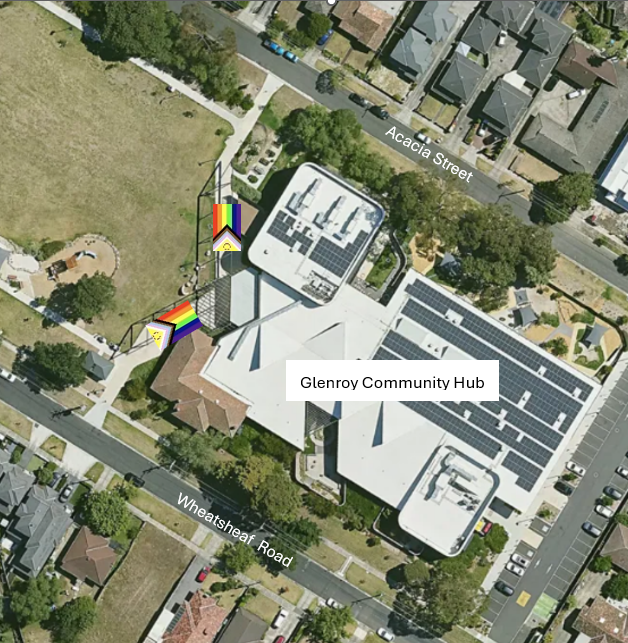 Acacia Street
Glenroy Community Hub
Wheatsheaf Road